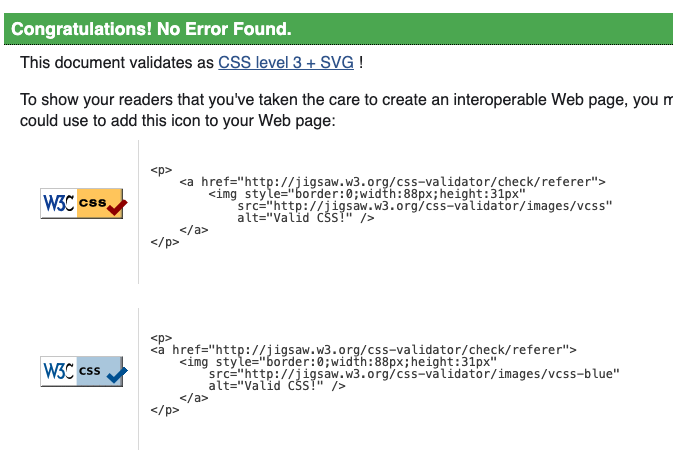 Congratulations! No Error Found.
This document validates as CSS level 3 + SVG !
To show your readers that you've taken the care to create an interoperable Web page, you
could use to add this icon to your Web page:
W3C css
<p>
<a href="http://jigsaw.w3.org/css-validator/check/referer">
<img style="border:0;width:88px;height:31px"
src="http://jigsaw.w3.org/css-validator/images/vcss"
alt="Valid CSS!" />
</a>
</p>
W3C css
<p>
<a href="http://jigsaw.w3.org/css-validator/check/referer">
<img style="border:0;width:88px;height:31px"
src="http://jigsaw.w3.org/css-validator/images/vcss-blue"
alt="Valid CSS!" />
</a>
</p>